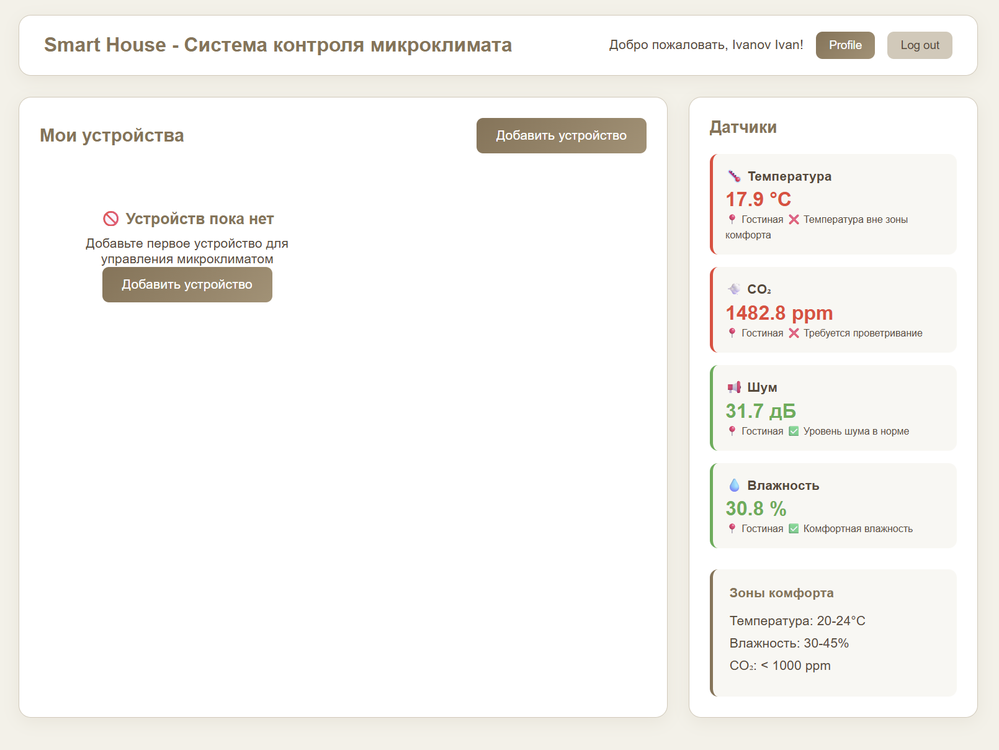 Smart House - Система контроля микроклимата
Добро пожаловать, Ivanov Ivan!
Profile
Log out
Мои устройства
Добавить устройство
Устройств пока нет
Добавьте первое устройство для
управления микроклиматом
Добавить устройство
Датчики
Температура
17.9 °C
Гостиная ❌ Температура вне зоны
комфорта
CO₂
1482.8 ppm
Гостиная ❌ Требуется проветривание
Шум
31.7 дБ
Гостиная ✅ Уровень шума в норме
Влажность
30.8 %
Гостиная ✅ Комфортная влажность
Зоны комфорта
Температура: 20-24°C
Влажность: 30-45%
CO₂: < 1000 ppm